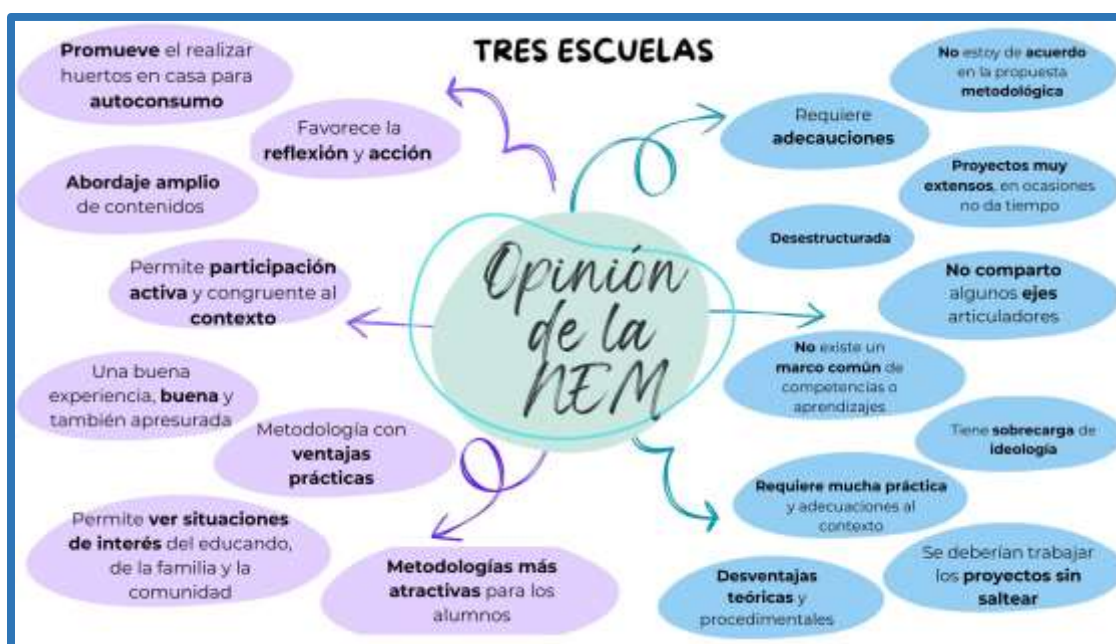 TRES ESCUELAS
Promueve el realizar
huertos en casa para
autoconsumo
Favorece la
reflexión y acción
Abordaje amplio
de contenidos
Permite participación
activa y congruente al
contexto
Una buena
experiencia, buena y
también apresurada
Metodología con
ventajas
prácticas
Permite ver situaciones
de interés del educando,
de la familia y la
comunidad
Metodologías más
atractivas para los
alumnos
Opinión
de la
NEM
No estoy de acuerdo
en la propuesta
metodológica
Requiere
adecauciones
Proyectos muy
extensos, en ocasiones
no da tiempo
Desestructurada
No comparto
algunos ejes
articuladores
No existe un
marco común de
competencias o
aprendizajes
Tiene sobrecarga de
ideología
Requiere mucha práctica
y adecuaciones al
contexto
Se deberían trabajar
los proyectos sin
saltear
Desventajas
teóricas y
procedimentales